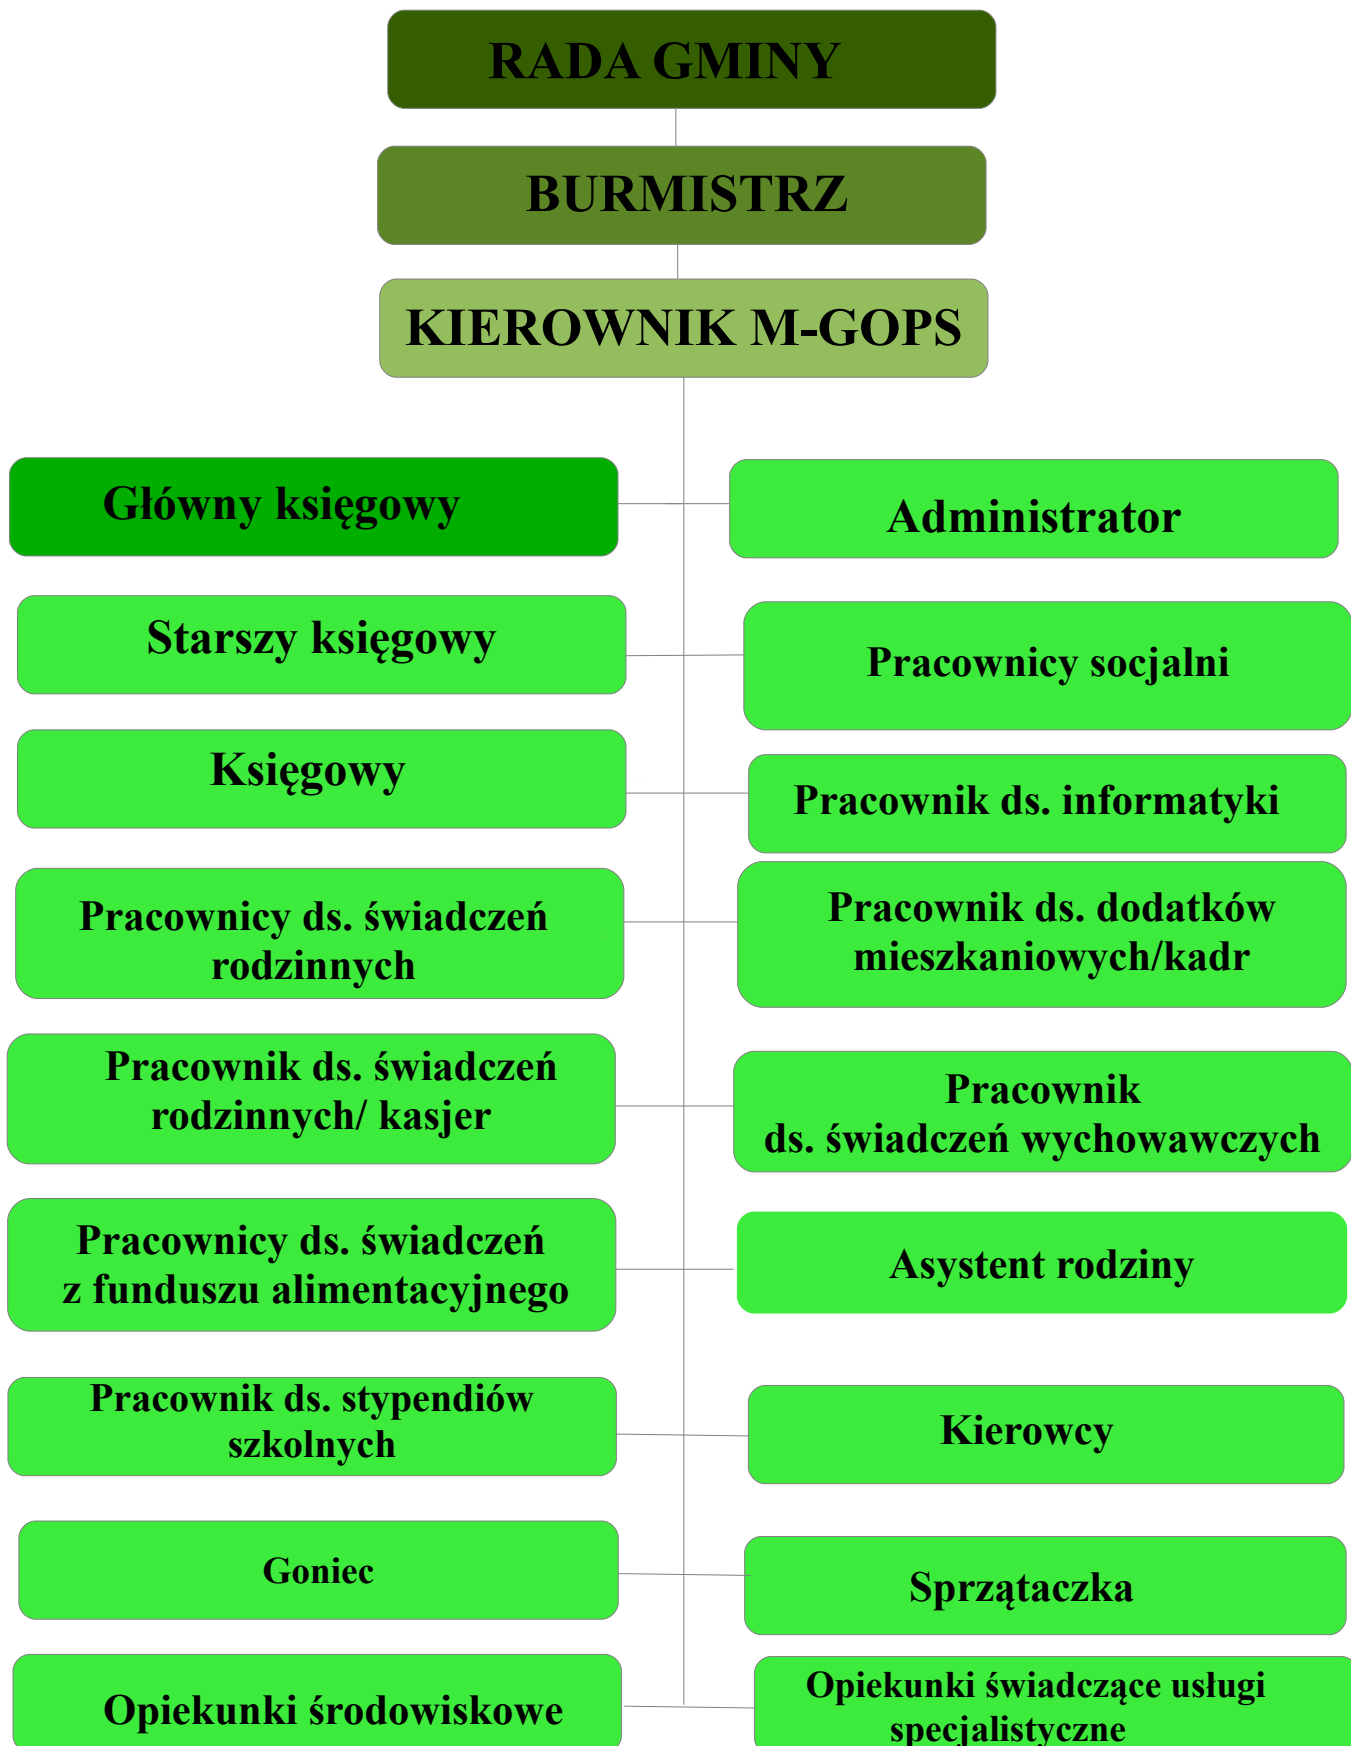 RADA GMINY
BURMISTRZ
KIEROWNIK M-GOPS
Główny księgowy
Administrator
Starszy księgowy
Pracownicy socjalni
Księgowy
Pracownik ds. informatyki
Pracownicy ds. świadczeń
rodzinnych
Pracownik ds. dodatków
mieszkaniowych/kadr
Pracownik ds. świadczeń
rodzinnych/ kasjer
Pracownik
ds. świadczeń wychowawczych
Pracownicy ds. świadczeń
z funduszu alimentacyjnego
Asystent rodziny
Pracownik ds. stypendiów
szkolnych
Kierowcy
Goniec
Sprzątaczka
Opiekunki środowiskowe
Opiekunki świadczące usługi
specjalistyczne